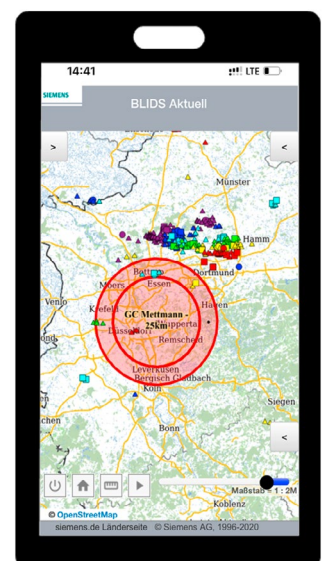 14:41
LTE
SIEMENS
BLIDS Aktuell
>
<
Münster
Hamm
Bottrop
Dortmund
Essen
Moers
Venlo
Krefeld
Hagen
GC Mettmann -
25km
Düsseldorf
Wupperta
Remscheid
Leverkusen
Bergisch Gladbach
Köln
Siegen
chen
Bonn
<
Maßstab = 1 : 2M
Koblenz
© OpenStreetMap
siemens.de Länderseite © Siemens AG, 1996-2020